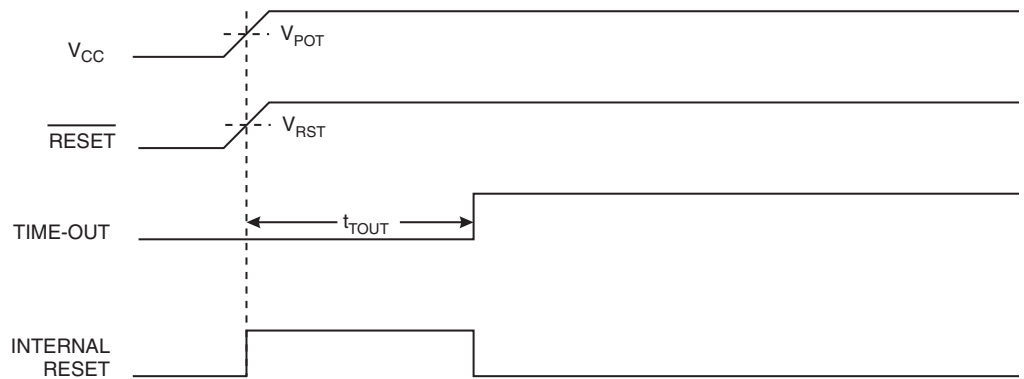 V_CC
V_POT
RESET
V_RST
TIME-OUT
t_TOUT
INTERNAL
RESET